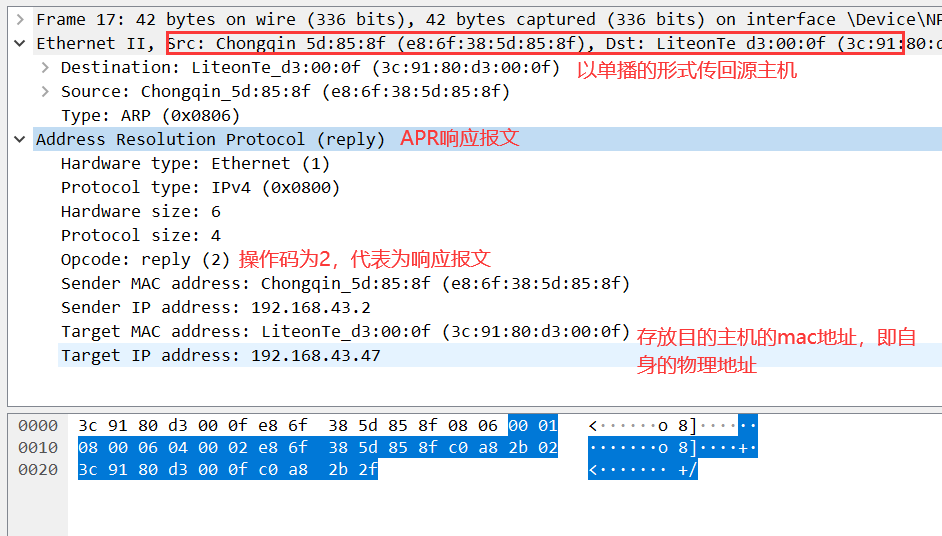 Frame 17: 42 bytes on wire (336 bits), 42 bytes captured (336 bits) on interface \Device\NP
Ethernet II, Src: Chongqin_5d:85:8f (e8:6f:38:5d:85:8f), Dst: LiteonTe_d3:00:0f (3c:91:80:d
Destination: LiteonTe_d3:00:0f (3c:91:80:d3:00:0f) 以单播的形式传回源主机
Source: Chongqin_5d:85:8f (e8:6f:38:5d:85:8f)
Type: ARP (0x0806)
Address Resolution Protocol (reply) APR响应报文
Hardware type: Ethernet (1)
Protocol type: IPv4 (0x0800)
Hardware size: 6
Protocol size: 4
Opcode: reply (2) 操作码为2，代表为响应报文
Sender MAC address: Chongqin_5d:85:8f (e8:6f:38:5d:85:8f)
Sender IP address: 192.168.43.2
Target MAC address: LiteonTe_d3:00:0f (3c:91:80:d3:00:0f) 存放目的主机的mac地址，即自
身的物理地址
Target IP address: 192.168.43.47
0000 3c 91 80 d3 00 0f e8 6f 38 5d 85 8f 08 06 00 01 <······o 8]······
0010 08 00 06 04 00 02 e8 6f 38 5d 85 8f c0 a8 2b 02 ·······o 8]····+·
0020 3c 91 80 d3 00 0f c0 a8 2b 2f <······· +/